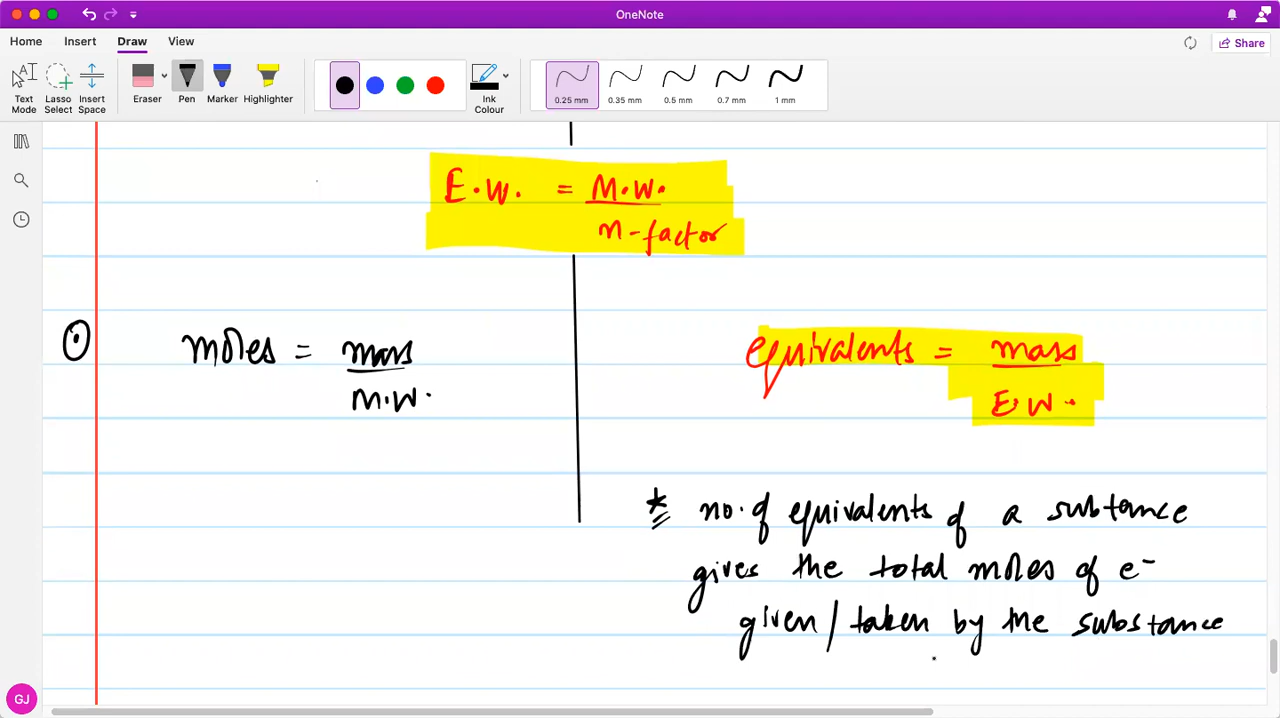 OneNote
Home Insert Draw View
Share
Text Mode
Lasso Select
Insert Space
Eraser
Pen
Marker
Highlighter
Ink Colour
0.25 mm
0.35 mm
0.5 mm
0.7 mm
1 mm
E.W. = M.W.
n-factor
moles = mass
M.W.
equivalents = mass
E.W.
* no. of equivalents of a substance
gives the total moles of e-
given/taken by the substance
GJ